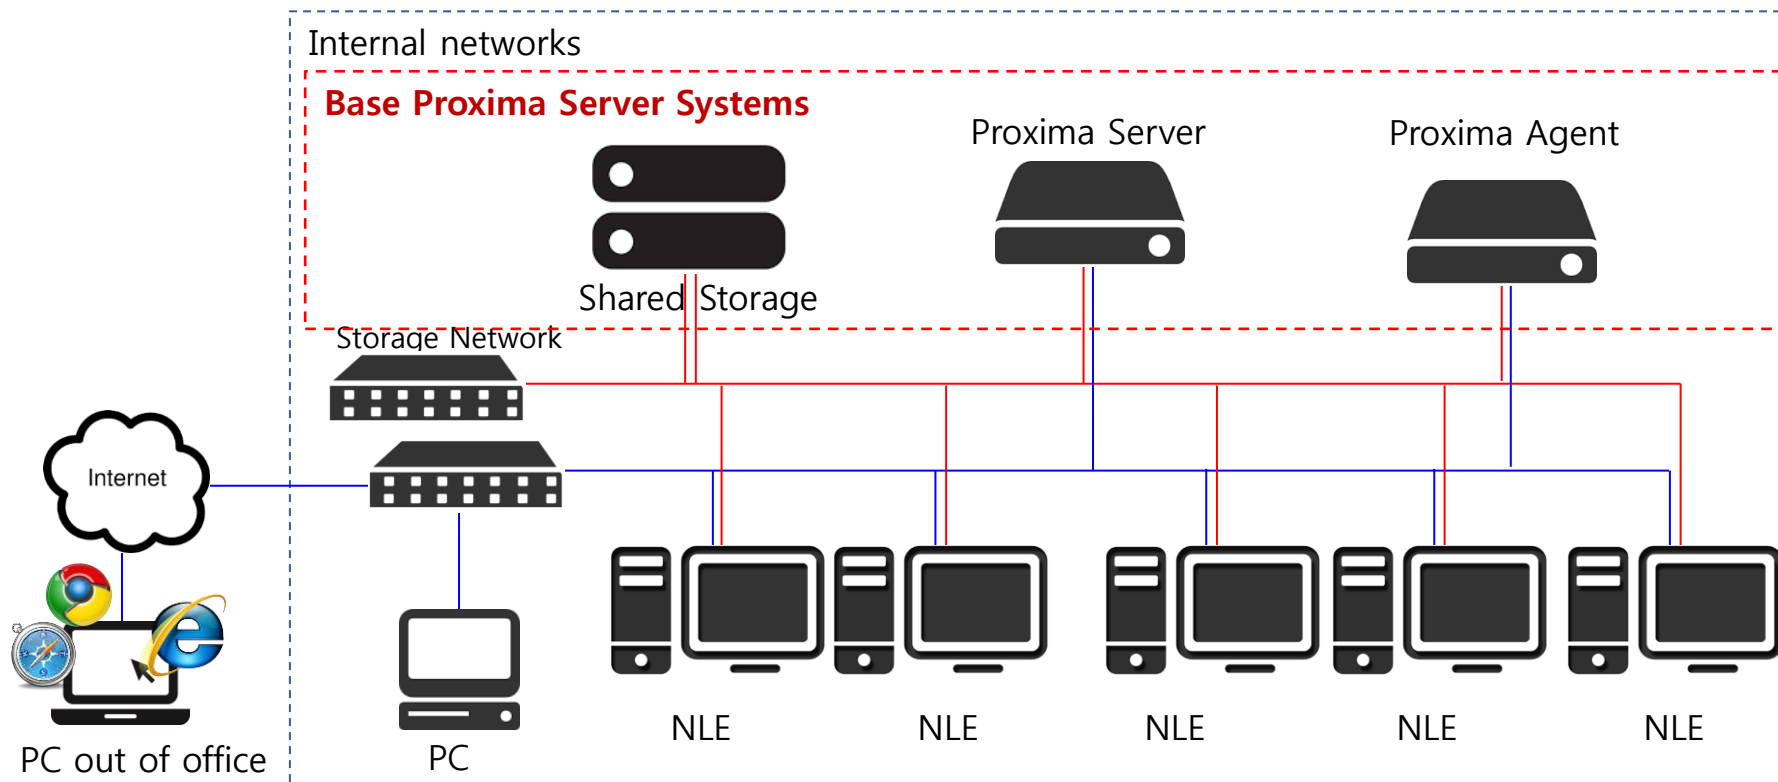 Internal networks
Base Proxima Server Systems
Proxima Server
Proxima Agent
Shared Storage
Storage Network
Internet
PC out of office
PC
NLE
NLE
NLE
NLE
NLE